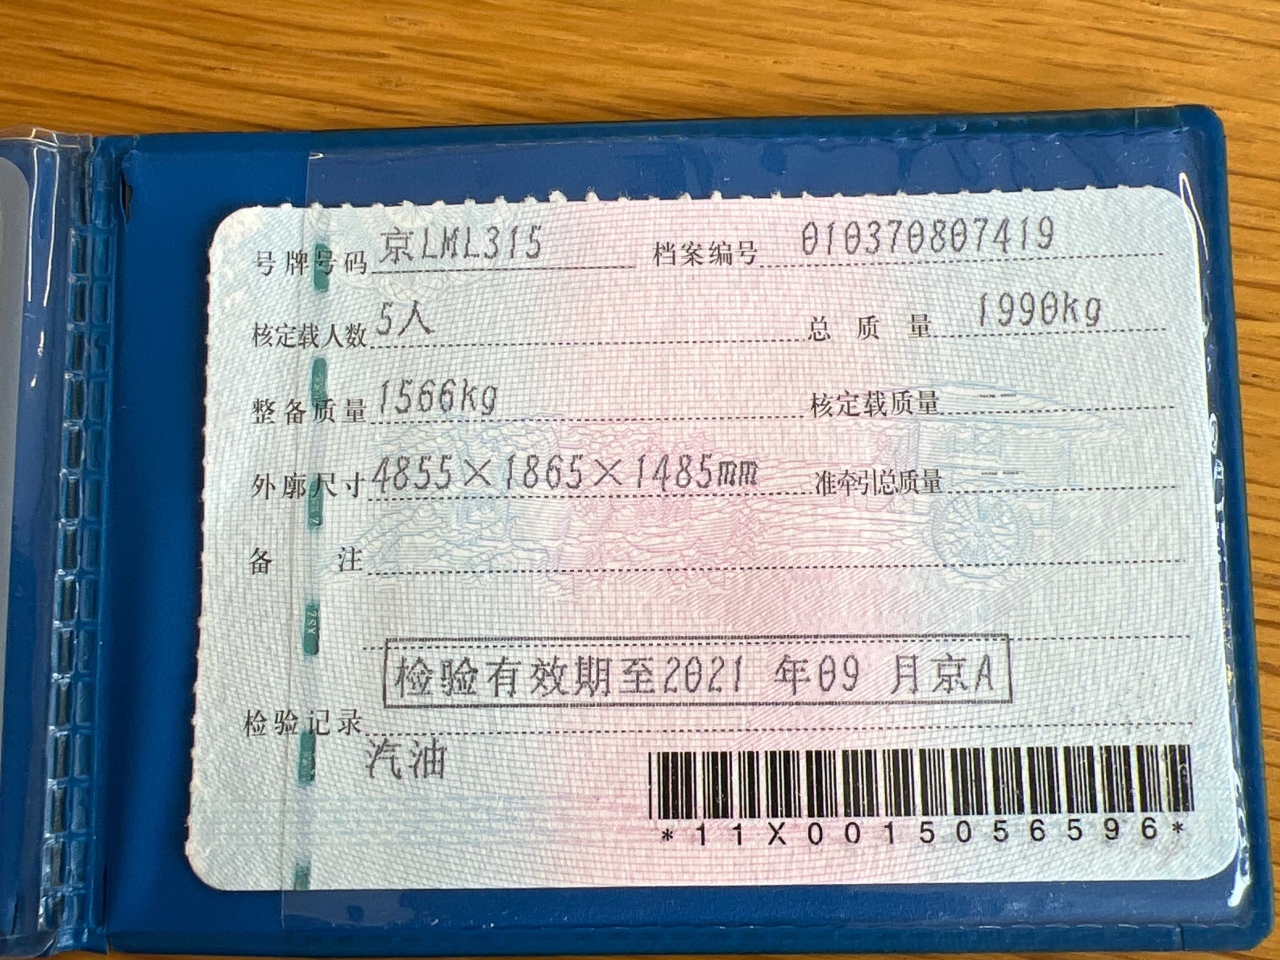 号牌号码 京LML315 档案编号 010370807419
核定载人数 5人 总质量 1990kg
整备质量 1566kg 核定载质量 --
外廓尺寸 4855×1865×1485mm 准牵引总质量 --
备注
检验有效期至2021 年09 月京A
检验记录
汽油
*11X0015056596*